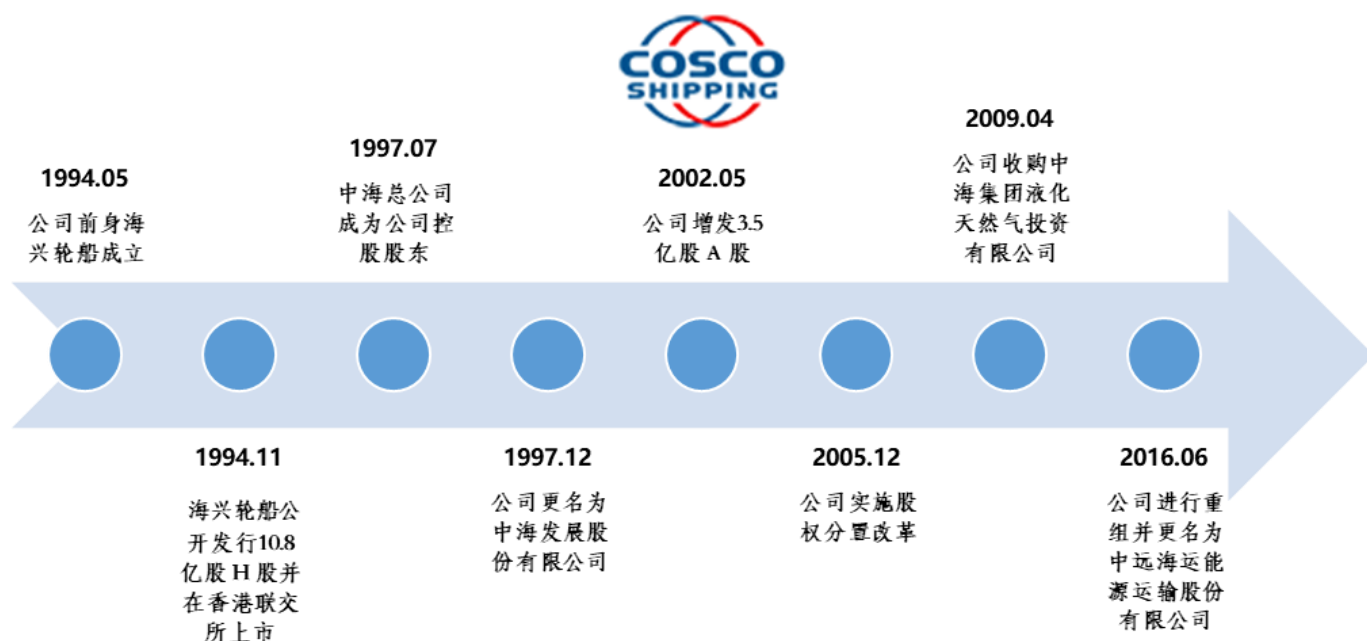 COSCO
SHIPPING
1994.05
公司前身海
兴轮船成立
1994.11
海兴轮船公
开发行10.8
亿股 H 股并
在香港联交
所上市
1997.07
中海总公司
成为公司控
股股东
1997.12
公司更名为
中海发展股
份有限公司
2002.05
公司增发3.5
亿股 A 股
2005.12
公司实施股
权分置改革
2009.04
公司收购中
海集团液化
天然气投资
有限公司
2016.06
公司进行重
组并更名为
中远海运能
源运输股份
有限公司